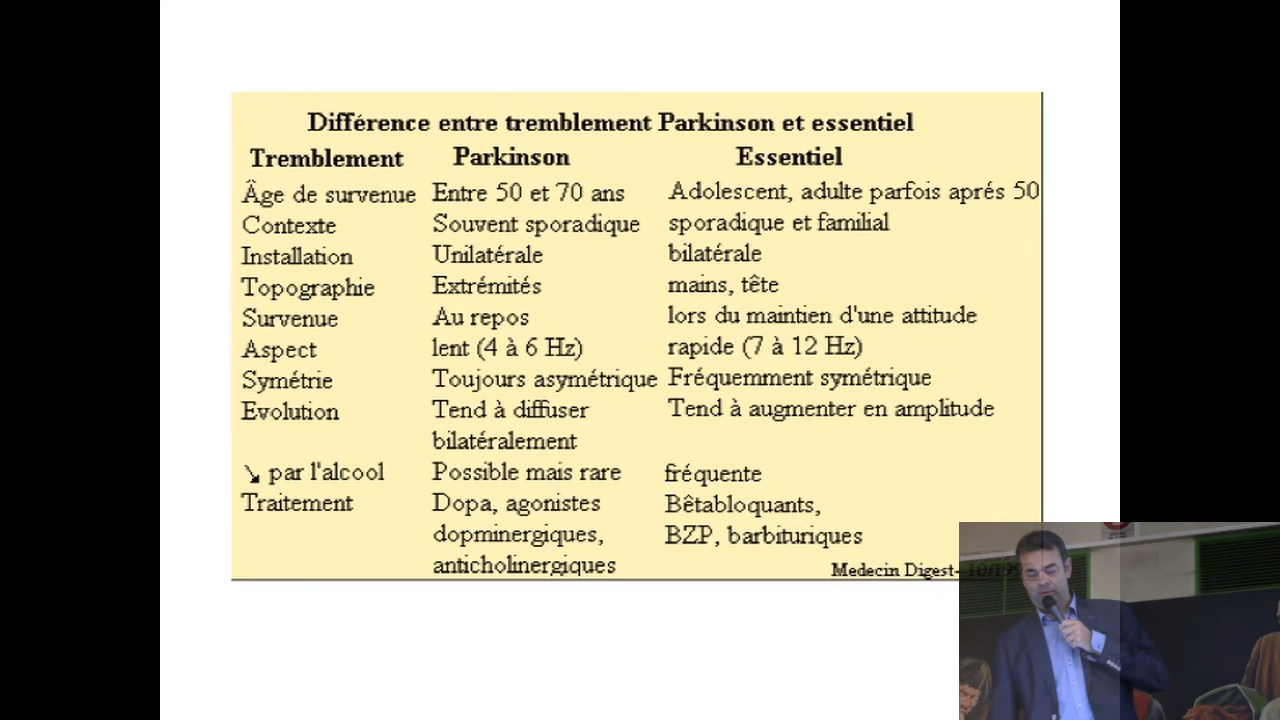 Différence entre tremblement Parkinson et essentiel
Tremblement Parkinson Essentiel
Âge de survenue Entre 50 et 70 ans Adolescent, adulte parfois aprés 50
Contexte Souvent sporadique sporadique et familial
Installation Unilatérale bilatérale
Topographie Extrémités mains, tête
Survenue Au repos lors du maintien d'une attitude
Aspect lent (4 à 6 Hz) rapide (7 à 12 Hz)
Symétrie Toujours asymétrique Fréquemment symétrique
Evolution Tend à diffuser Tend à augmenter en amplitude
bilatéralement
↘ par l'alcool Possible mais rare fréquente
Traitement Dopa, agonistes Bêtabloquants,
dopminergiques, BZP, barbituriques
anticholinergiques
Medecin Digest-